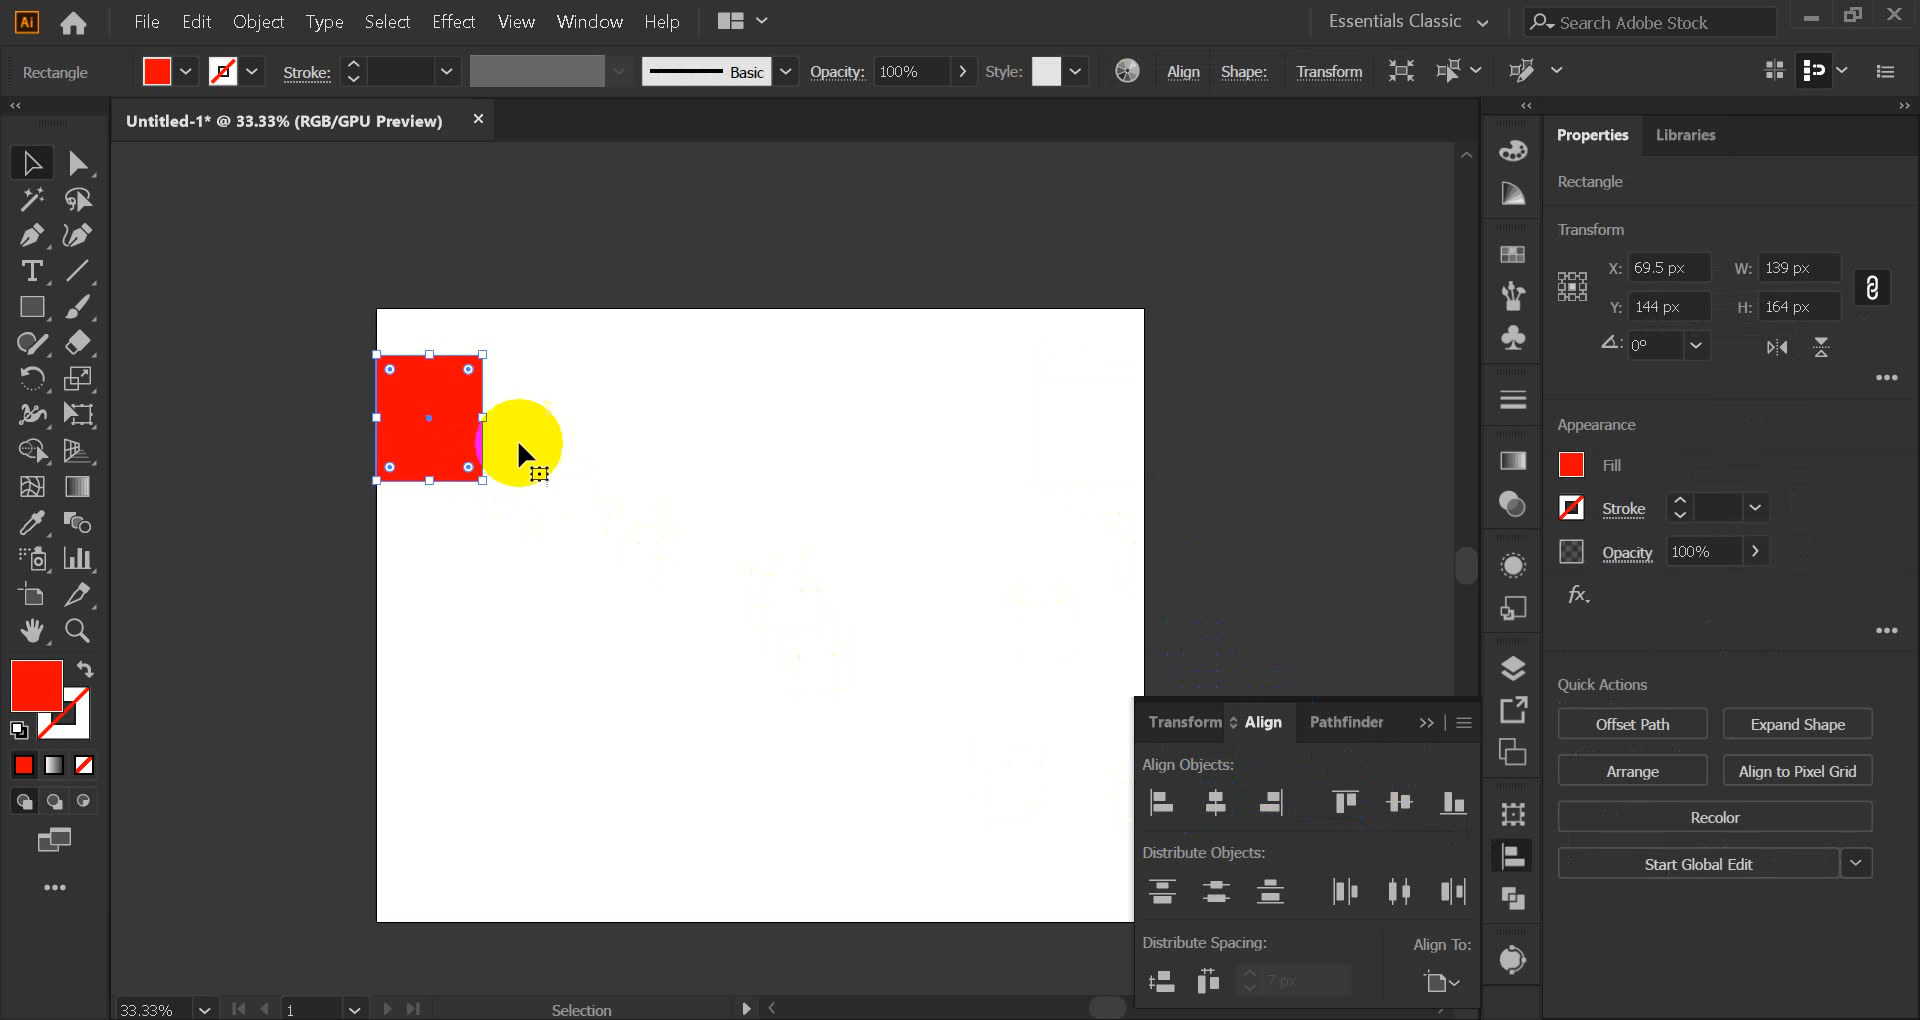 Ai File Edit Object Type Select Effect View Window Help Essentials Classic Search Adobe Stock
Rectangle Stroke: Basic Opacity: 100% Style: Align Shape: Transform
Untitled-1* @ 33.33% (RGB/GPU Preview)
Properties Libraries
Rectangle
Transform
X: 69.5 px W: 139 px
Y: 144 px H: 164 px
0°
Appearance
Fill
Stroke
Opacity 100%
fx.
Quick Actions
Offset Path Expand Shape
Arrange Align to Pixel Grid
Recolor
Start Global Edit
Transform Align Pathfinder
Align Objects:
Distribute Objects:
Distribute Spacing: Align To:
7 px
33.33% 1 Selection